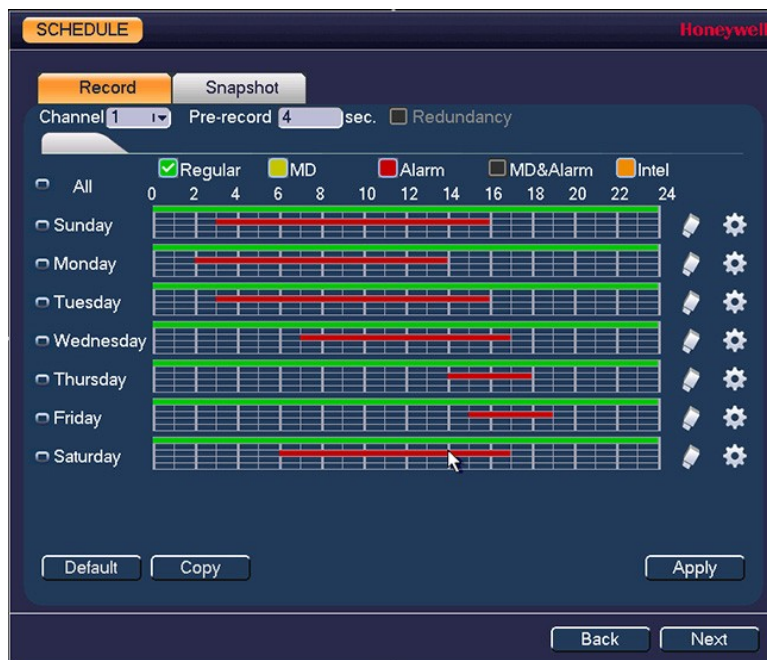 SCHEDULE Honeywell
Record Snapshot
Channel 1 Pre-record 4 sec. Redundancy
Regular MD Alarm MD&Alarm Intel
All 0 2 4 6 8 10 12 14 16 18 20 22 24
Sunday
Monday
Tuesday
Wednesday
Thursday
Friday
Saturday
Default Copy Apply
Back Next